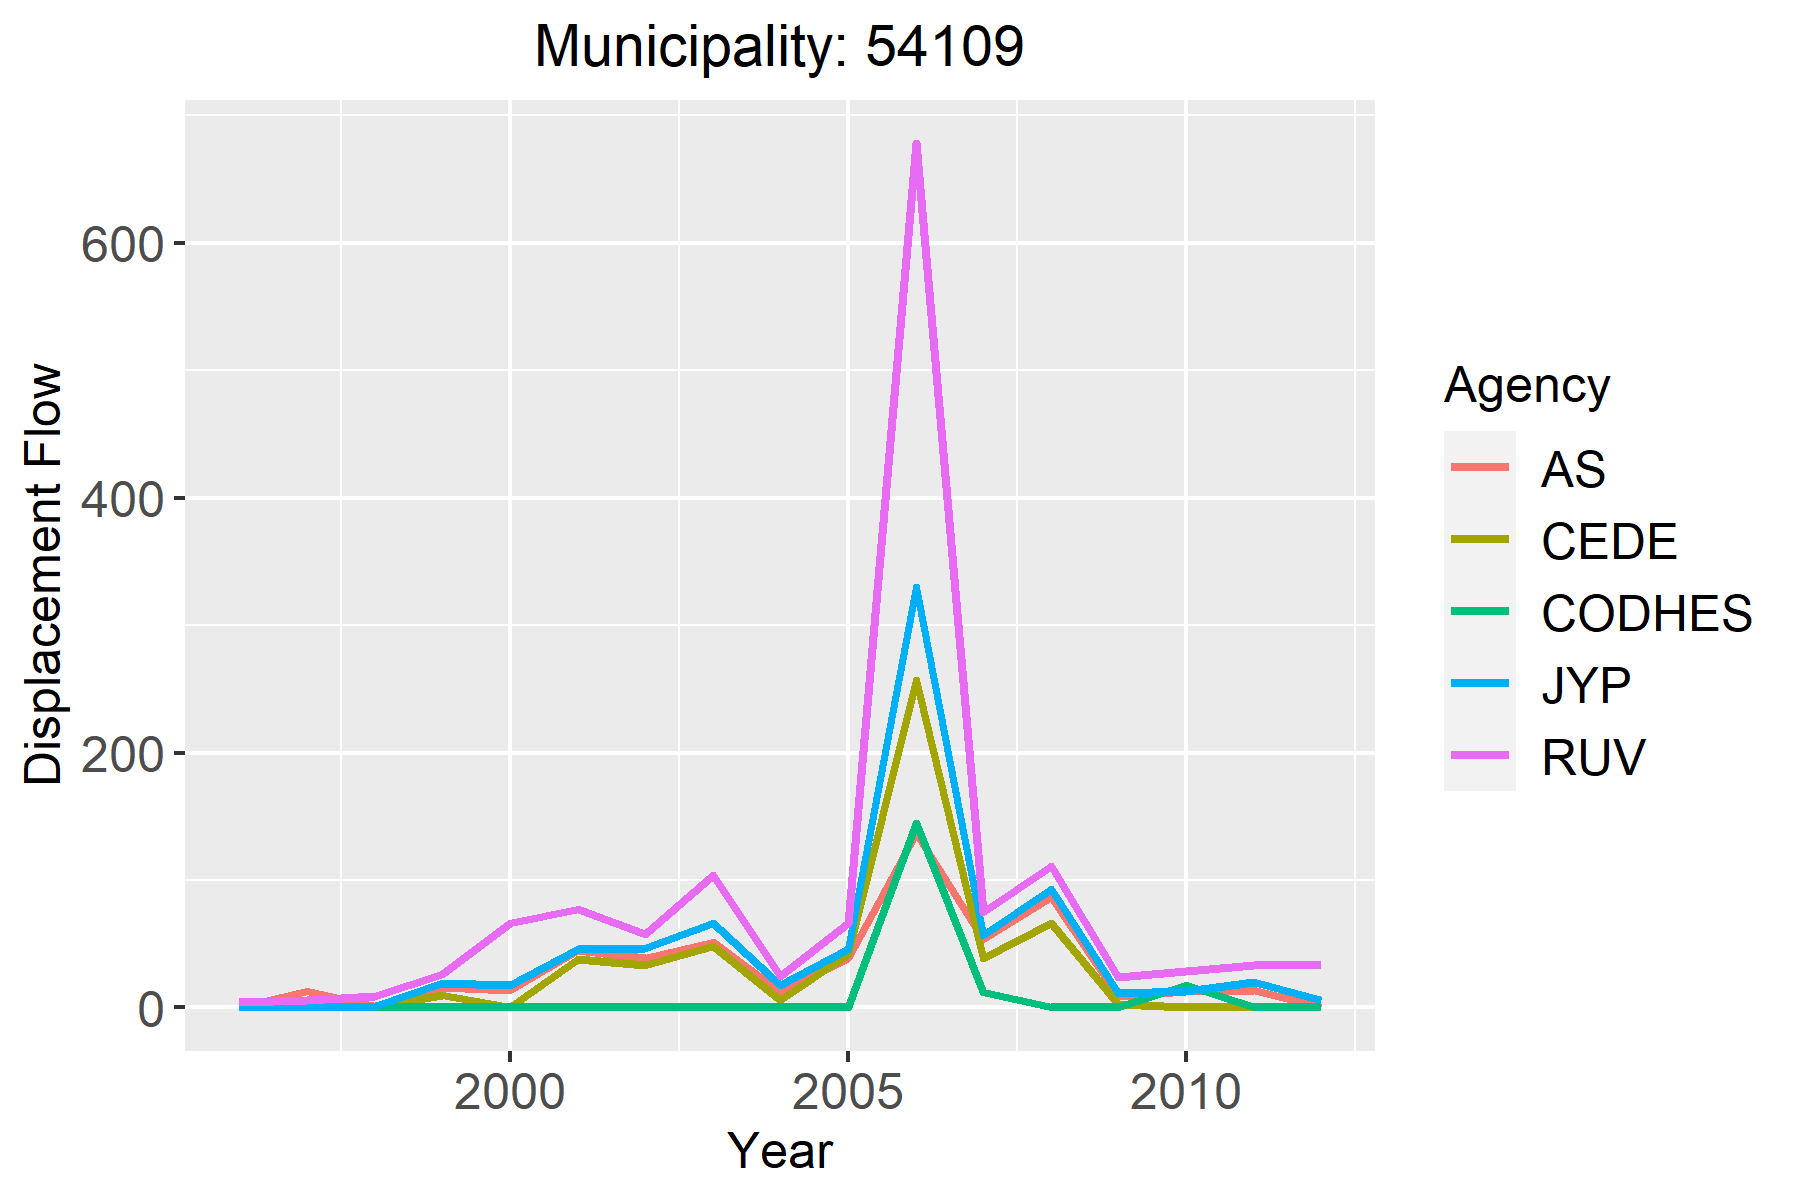 Municipality: 54109
Displacement Flow
600
400
200
0
2000 2005 2010
Year
Agency
AS
CEDE
CODHES
JYP
RUV